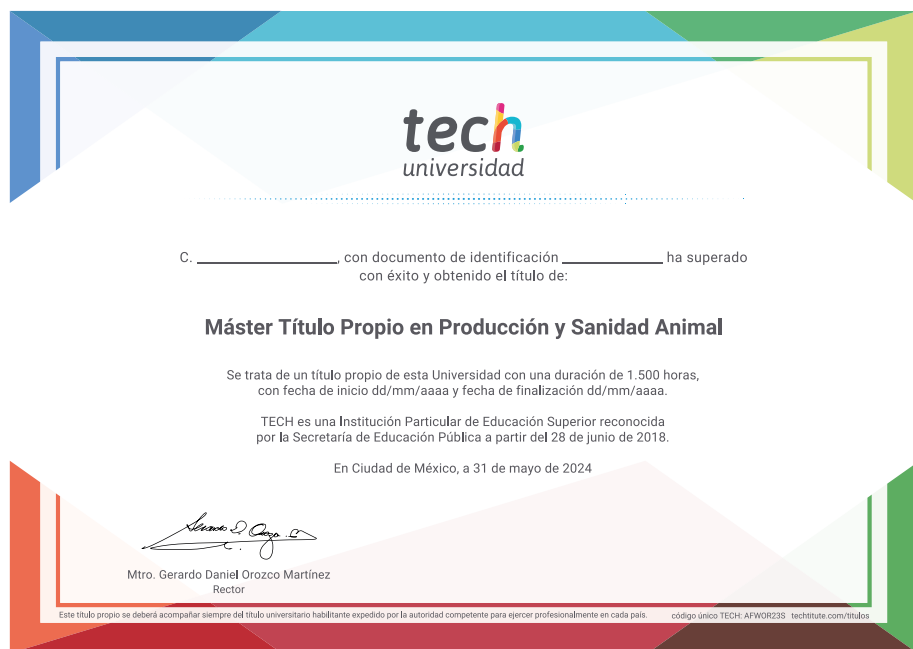 tech
universidad
C. ______________, con documento de identificación __________ ha superado
con éxito y obtenido el título de:
Máster Título Propio en Producción y Sanidad Animal
Se trata de un título propio de esta Universidad con una duración de 1.500 horas,
con fecha de inicio dd/mm/aaaa y fecha de finalización dd/mm/aaaa.
TECH es una Institución Particular de Educación Superior reconocida
por la Secretaría de Educación Pública a partir del 28 de junio de 2018.
En Ciudad de México, a 31 de mayo de 2024
Mtro. Gerardo Daniel Orozco Martínez
Rector
Este título propio se deberá acompañar siempre del título universitario habilitante expedido por la autoridad competente para ejercer profesionalmente en cada país. código único TECH: AFWOR23S techtitute.com/titulos